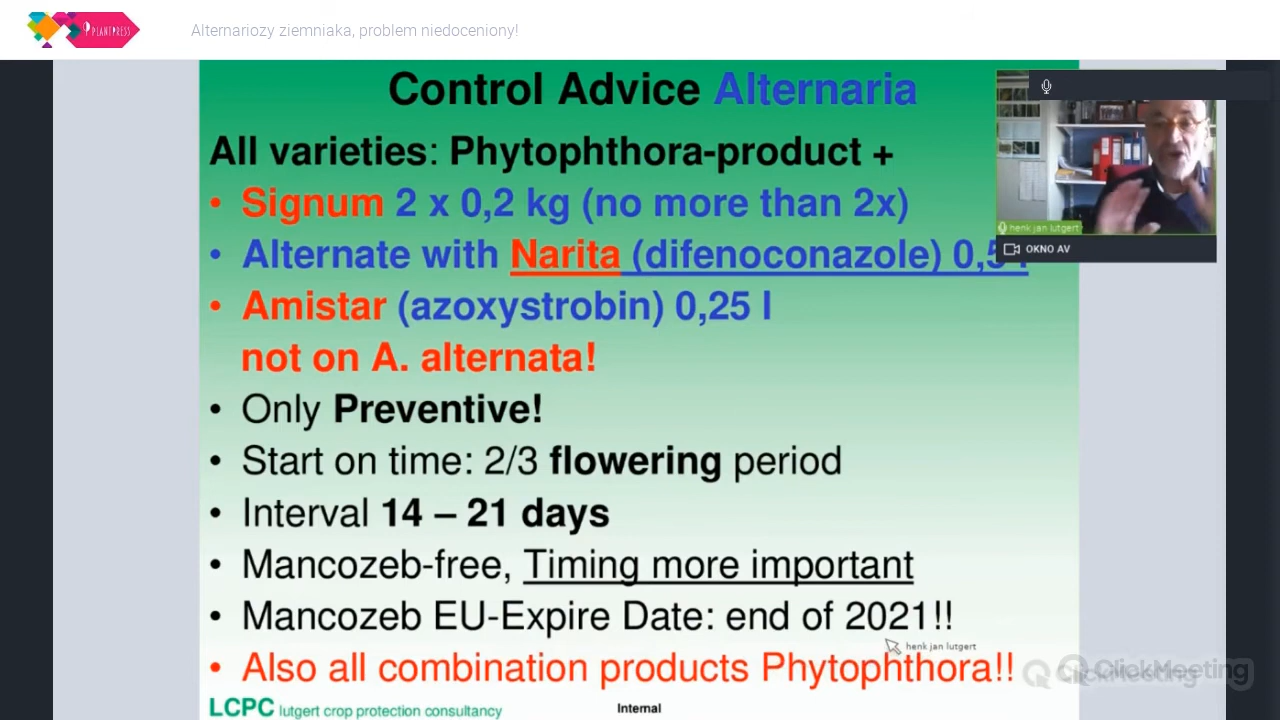 PLANTPRESS
Alternariozy ziemniaka, problem niedoceniony!
Control Advice Alternaria
All varieties: Phytophthora-product +
• Signum 2 x 0,2 kg (no more than 2x)
• Alternate with Narita (difenoconazole) 0,5 l
• Amistar (azoxystrobin) 0,25 l
not on A. alternata!
• Only Preventive!
• Start on time: 2/3 flowering period
• Interval 14 – 21 days
• Mancozeb-free, Timing more important
• Mancozeb EU-Expire Date: end of 2021!!
• Also all combination products Phytophthora!!
LCPC lutgert crop protection consultancy
Internal
henk jan lutgert
OKNO AV
henk jan lutgert
ClickMeeting
ClickMeeting